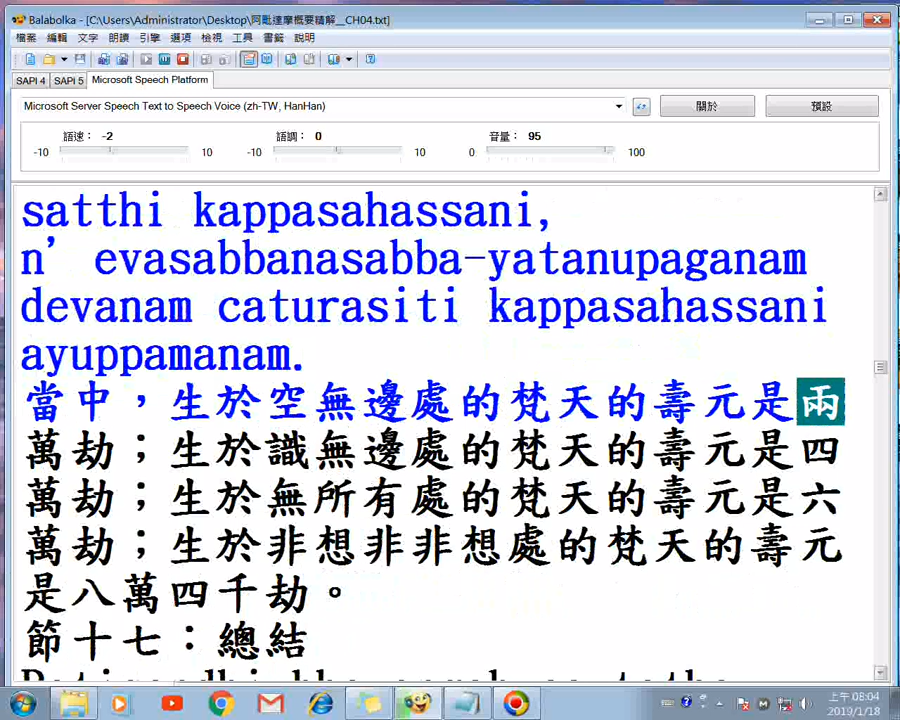 Balabolka - [C:\Users\Administrator\Desktop\阿毗達摩概要精解__CH04.txt]
檔案 編輯 文字 朗讀 引擎 選項 檢視 工具 書籤 說明
SAPI 4 SAPI 5 Microsoft Speech Platform
Microsoft Server Speech Text to Speech Voice (zh-TW, HanHan) 關於 預設
語速： -2 語調： 0 音量： 95
-10 10 -10 10 0 100
satthi kappasahassani,
n’ evasabbanasabba-yatanupaganam
devanam caturasiti kappasahassani
ayuppamanam.
當中，生於空無邊處的梵天的壽元是兩
萬劫；生於識無邊處的梵天的壽元是四
萬劫；生於無所有處的梵天的壽元是六
萬劫；生於非想非非想處的梵天的壽元
是八萬四千劫。
節十七：總結
上午 08:04
2019/1/18